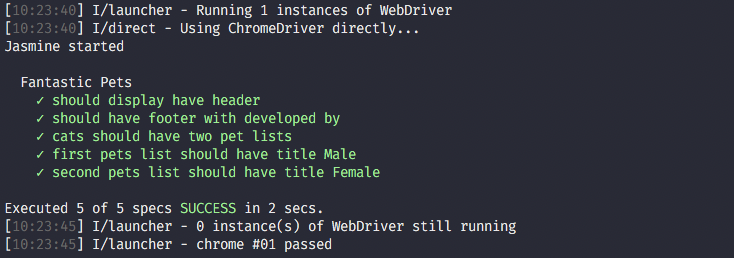 [10:23:40] I/launcher - Running 1 instances of WebDriver
[10:23:40] I/direct - Using ChromeDriver directly...
Jasmine started
Fantastic Pets
✓ should display have header
✓ should have footer with developed by
✓ cats should have two pet lists
✓ first pets list should have title Male
✓ second pets list should have title Female
Executed 5 of 5 specs SUCCESS in 2 secs.
[10:23:45] I/launcher - 0 instance(s) of WebDriver still running
[10:23:45] I/launcher - chrome #01 passed